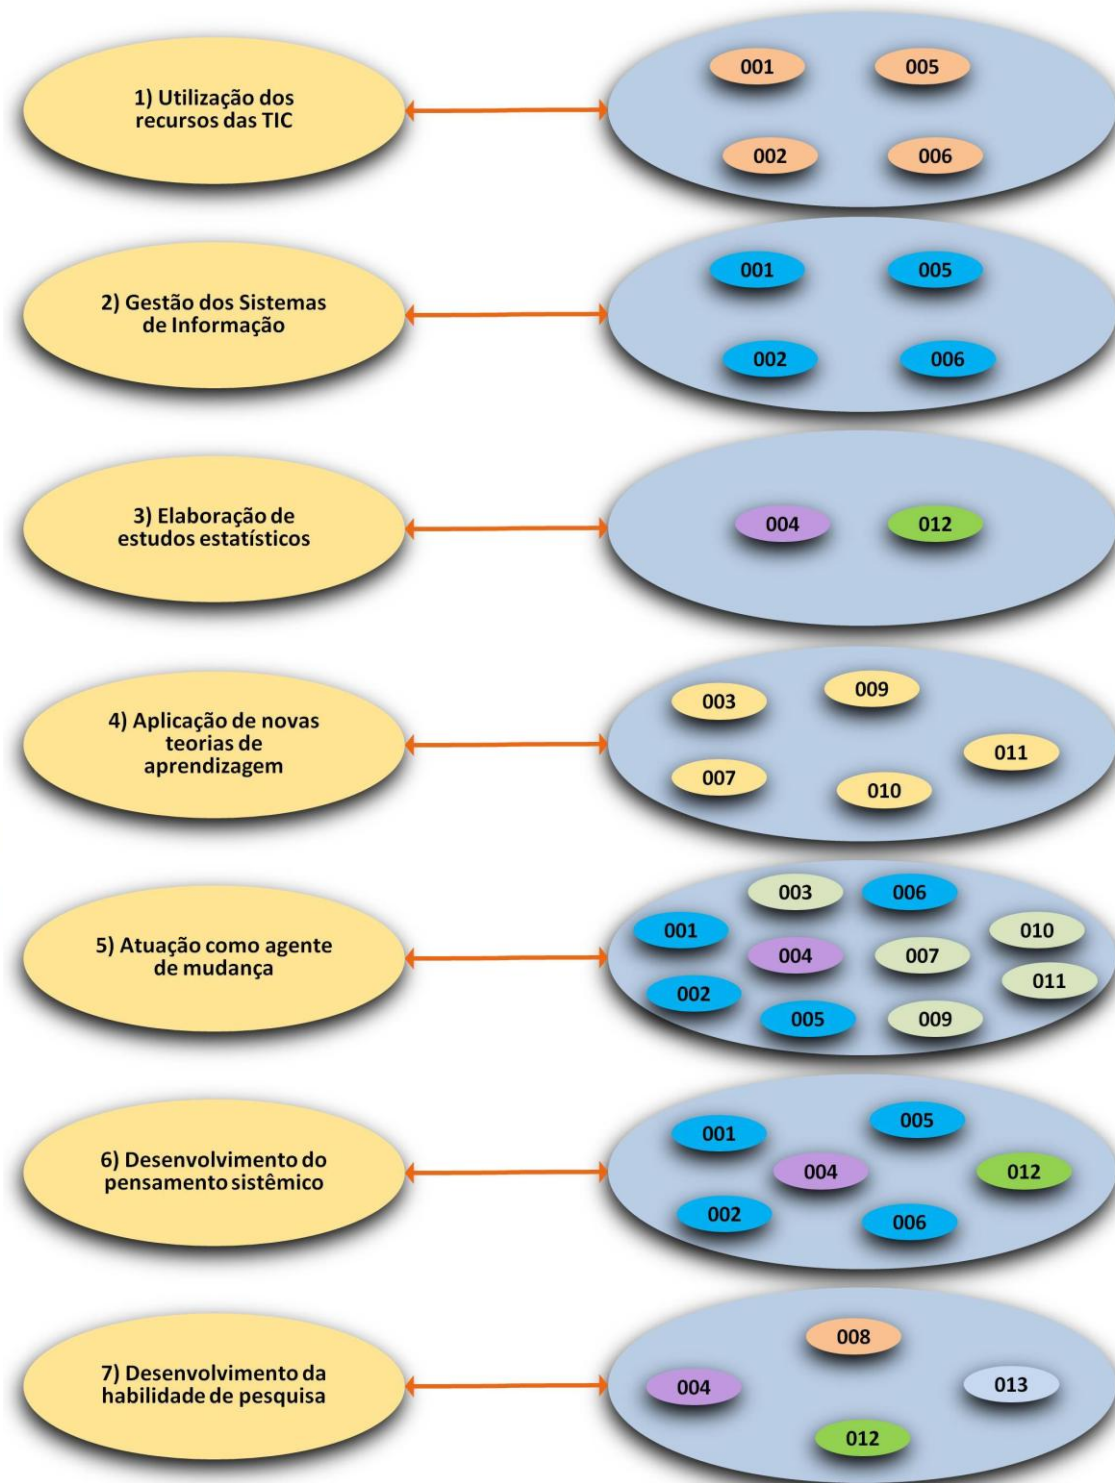 1) Utilização dos
recursos das TIC
001 005
002 006
2) Gestão dos Sistemas
de Informação
001 005
002 006
3) Elaboração de
estudos estatísticos
004 012
4) Aplicação de novas
teorias de
aprendizagem
003 009
011
007 010
5) Atuação como agente
de mudança
003 006
001 010
004 007
002 011
005 009
6) Desenvolvimento do
pensamento sistêmico
001 005
004 012
002 006
7) Desenvolvimento da
habilidade de pesquisa
008
004 013
012